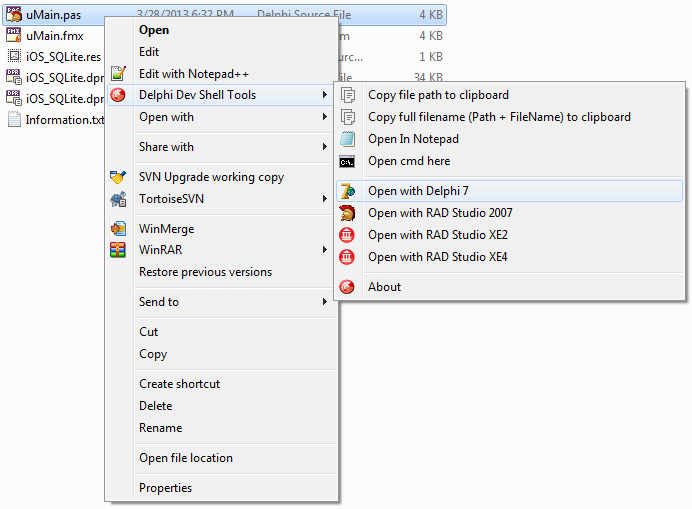 uMain.pas 3/28/2013 6:32 PM Delphi Source File 4 KB
uMain.fmx 4 KB
iOS_SQLite.res 1 KB
iOS_SQLite.dpr 34 KB
iOS_SQLite.dpr
Information.txt
Open
Edit
Edit with Notepad++
Delphi Dev Shell Tools
Open with
Share with
SVN Upgrade working copy
TortoiseSVN
WinMerge
WinRAR
Restore previous versions
Send to
Cut
Copy
Create shortcut
Delete
Rename
Open file location
Properties
Copy file path to clipboard
Copy full filename (Path + FileName) to clipboard
Open In Notepad
Open cmd here
Open with Delphi 7
Open with RAD Studio 2007
Open with RAD Studio XE2
Open with RAD Studio XE4
About